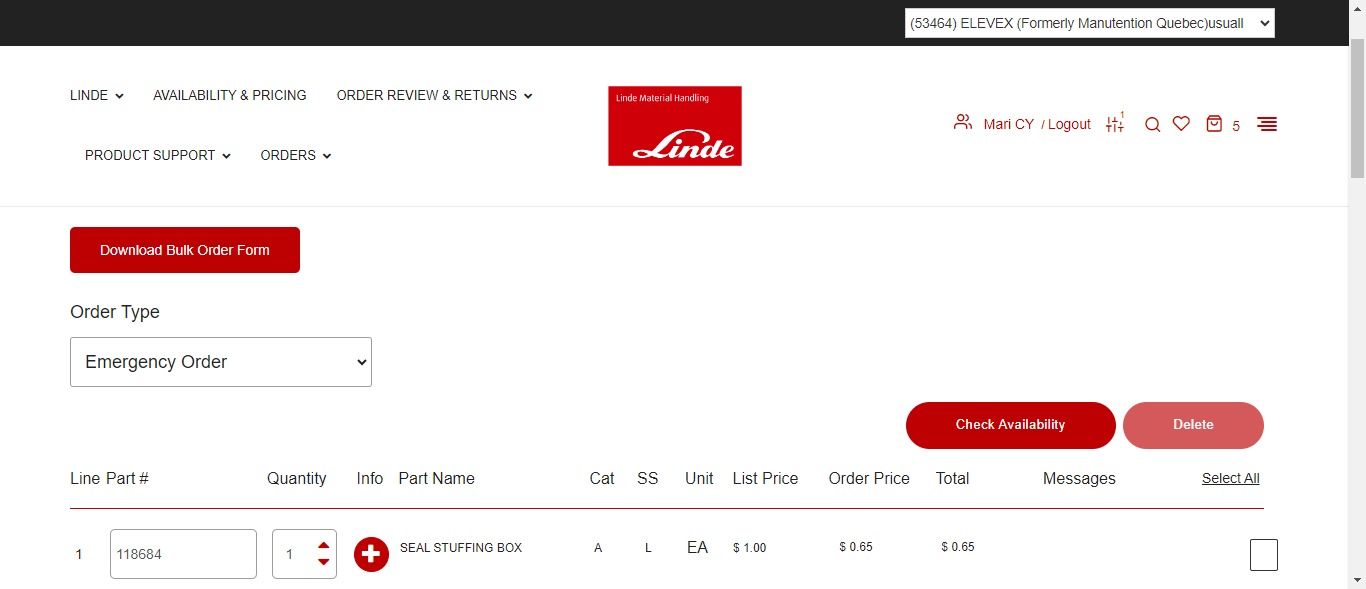 (53464) ELEVEX (Formerly Manutention Quebec)usuall
LINDE AVAILABILITY & PRICING ORDER REVIEW & RETURNS
PRODUCT SUPPORT ORDERS
Linde Material Handling
Linde
Mari CY / Logout 1 5
Download Bulk Order Form
Order Type
Emergency Order
Check Availability Delete
Line Part # Quantity Info Part Name Cat SS Unit List Price Order Price Total Messages Select All
1 118684 1 SEAL STUFFING BOX A L EA $ 1.00 $ 0.65 $ 0.65